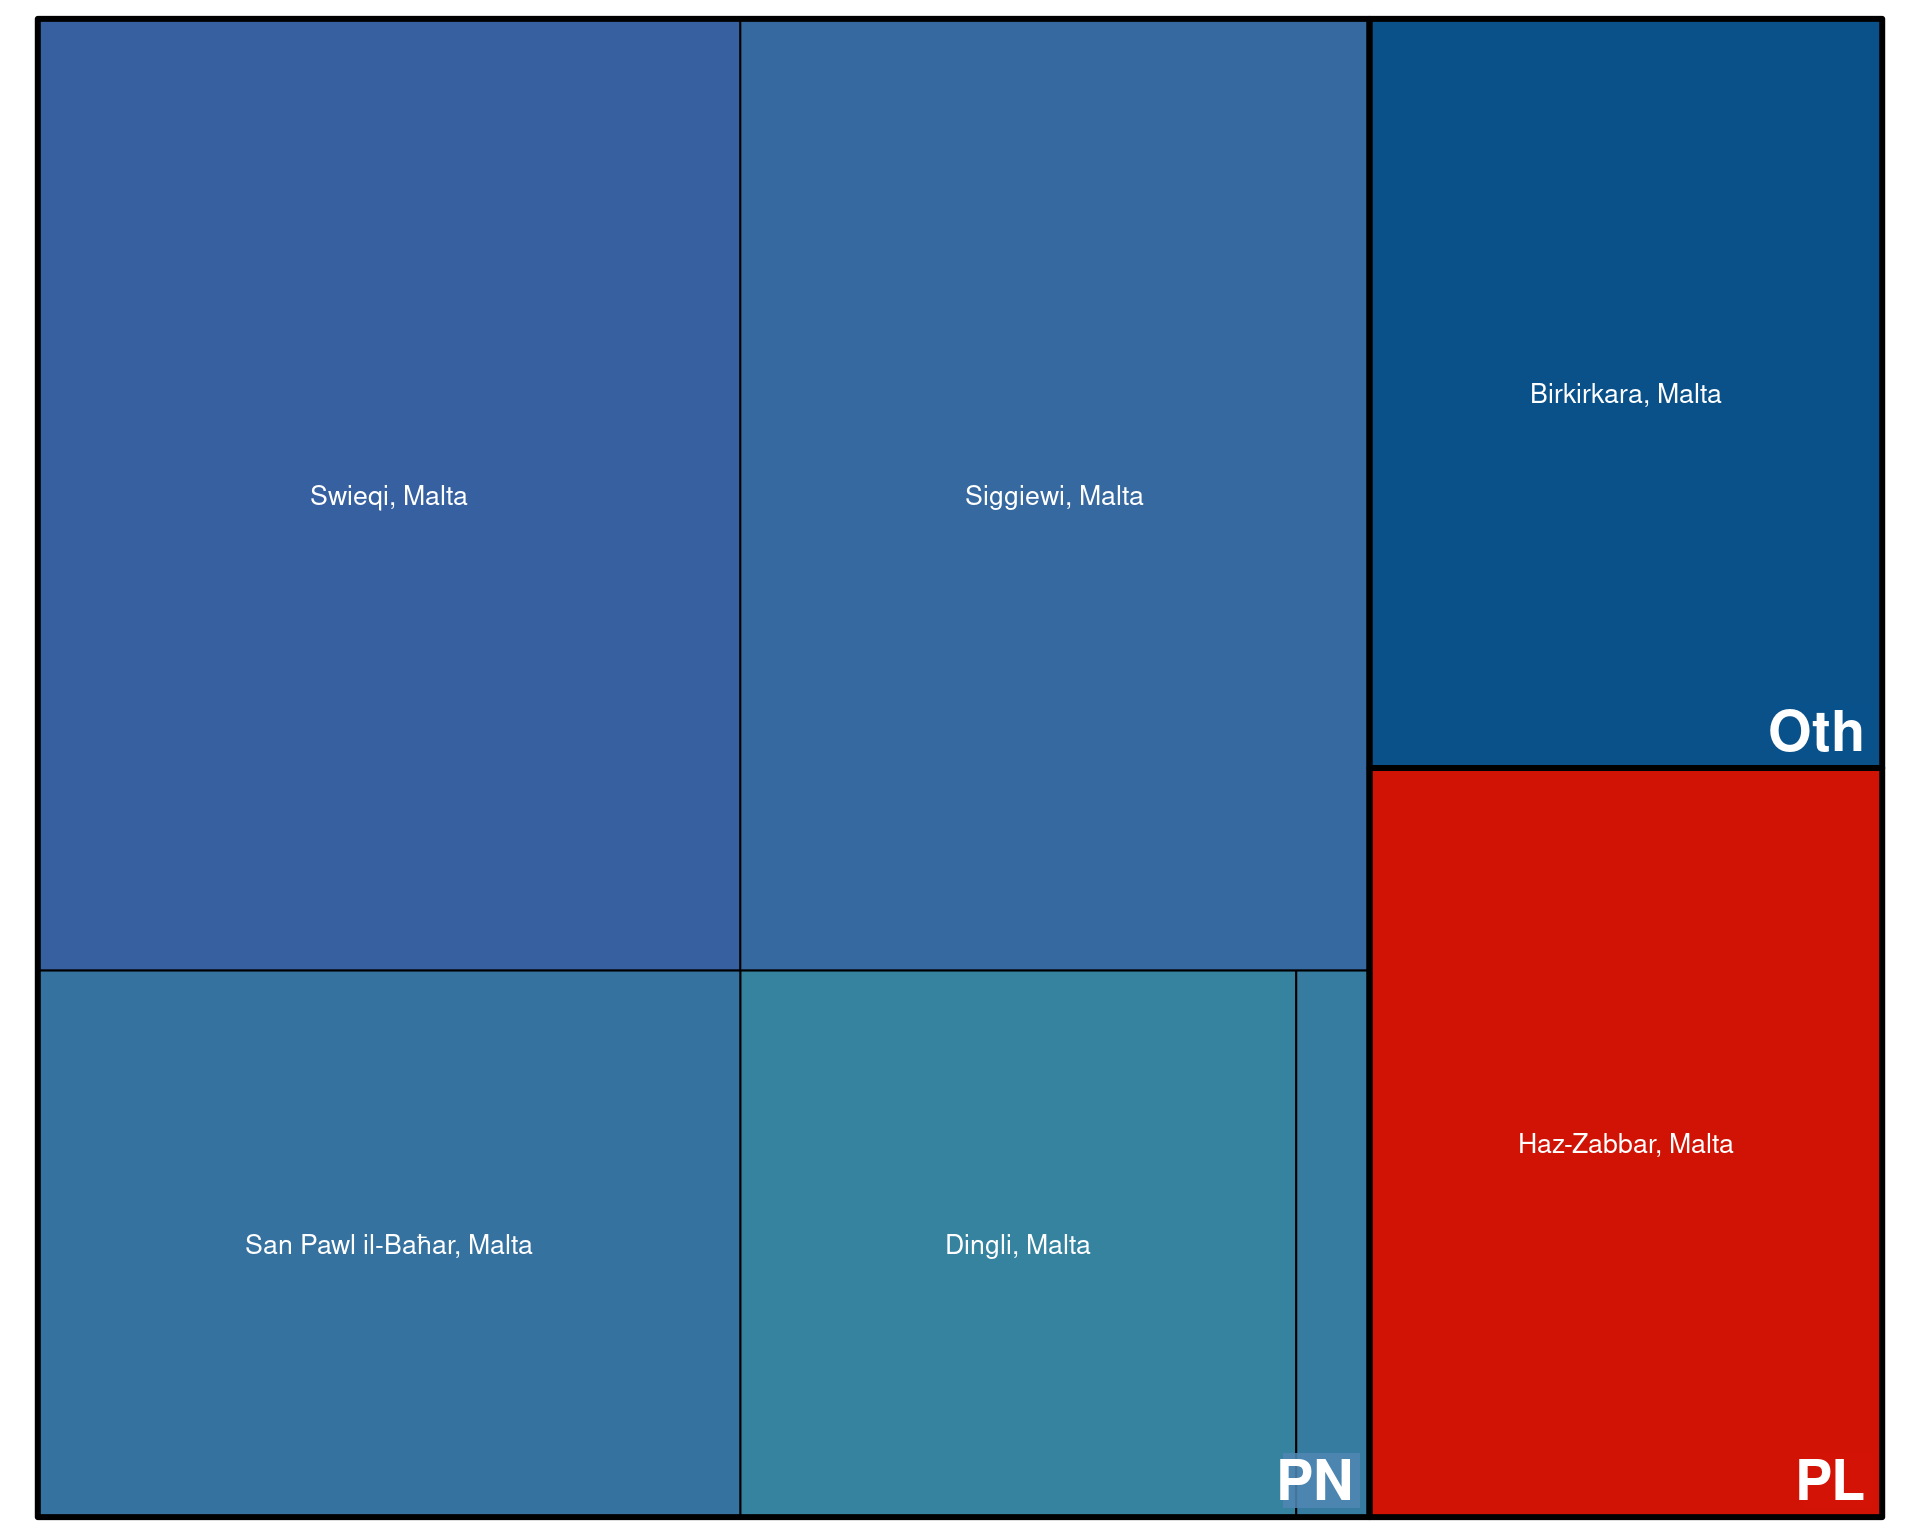 Swieqi, Malta
Siggiewi, Malta
Birkirkara, Malta
Oth
San Pawl il-Baħar, Malta
Dingli, Malta
PN
Haz-Zabbar, Malta
PL